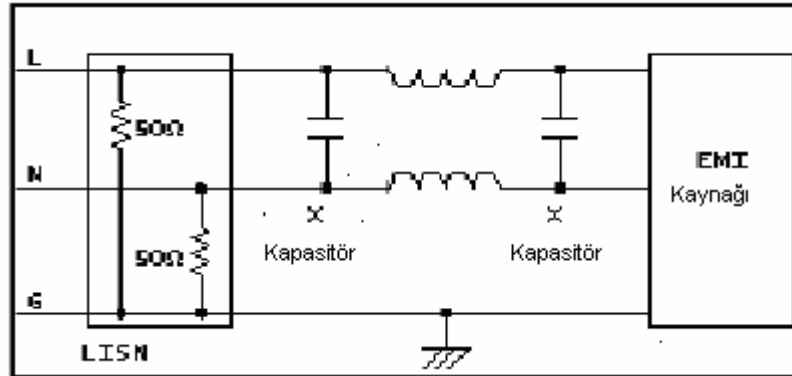 L
50Ω
EMI
N
Kaynağı
X
X
Kapasitör
Kapasitör
50Ω
G
LISN